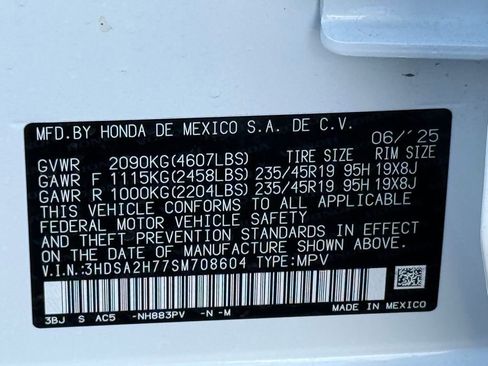 MFD.BY HONDA DE MEXICO S.A. DE C.V.
06/'25
GVWR 2090KG(4607LBS) TIRE SIZE RIM SIZE
GAWR F 1115KG(2458LBS) 235/45R19 95H 19X8J
GAWR R 1000KG(2204LBS) 235/45R19 95H 19X8J
THIS VEHICLE CONFORMS TO ALL APPLICABLE
FEDERAL MOTOR VEHICLE SAFETY
AND THEFT PREVENTION STANDARDS IN EFFECT
ON THE DATE OF MANUFACTURE SHOWN ABOVE.
V.I.N.:3HDSA2H77SM708604 TYPE:MPV
3BJ S AC5 -NH883PV -N -M
MADE IN MEXICO